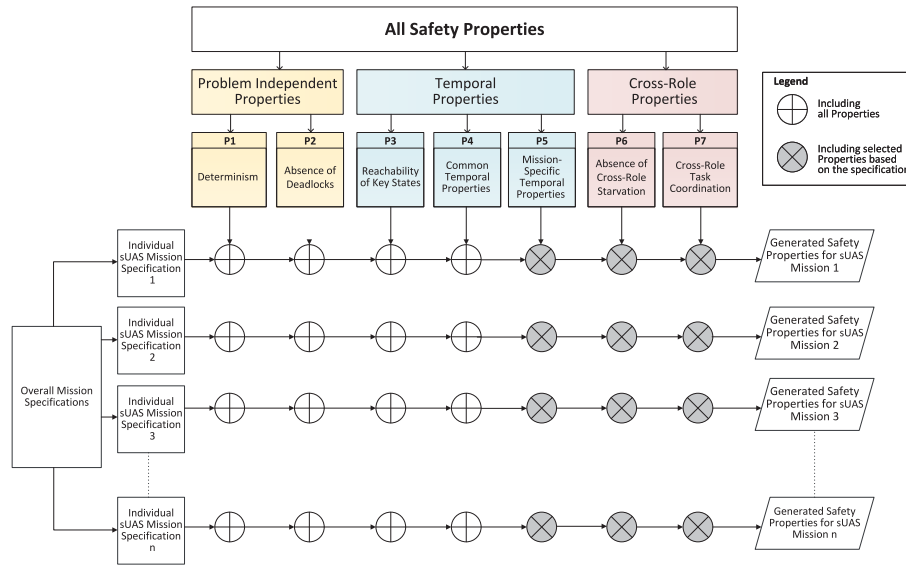 All Safety Properties
Problem Independent
Properties
Temporal
Properties
Cross-Role
Properties
Legend
Including
all Properties
Including selected
Properties based
on the specification
P1
Determinism
P2
Absence of
Deadlocks
P3
Reachability
of Key States
P4
Common
Temporal
Properties
P5
Mission-
Specific
Temporal
Properties
P6
Absence of
Cross-Role
Starvation
P7
Cross-Role
Task
Coordination
Overall Mission
Specifications
Individual
sUAS Mission
Specification
1
Generated Safety
Properties for sUAS
Mission 1
Individual
sUAS Mission
Specification
2
Generated Safety
Properties for sUAS
Mission 2
Individual
sUAS Mission
Specification
3
Generated Safety
Properties for sUAS
Mission 3
Individual
sUAS Mission
Specification
n
Generated Safety
Properties for sUAS
Mission n